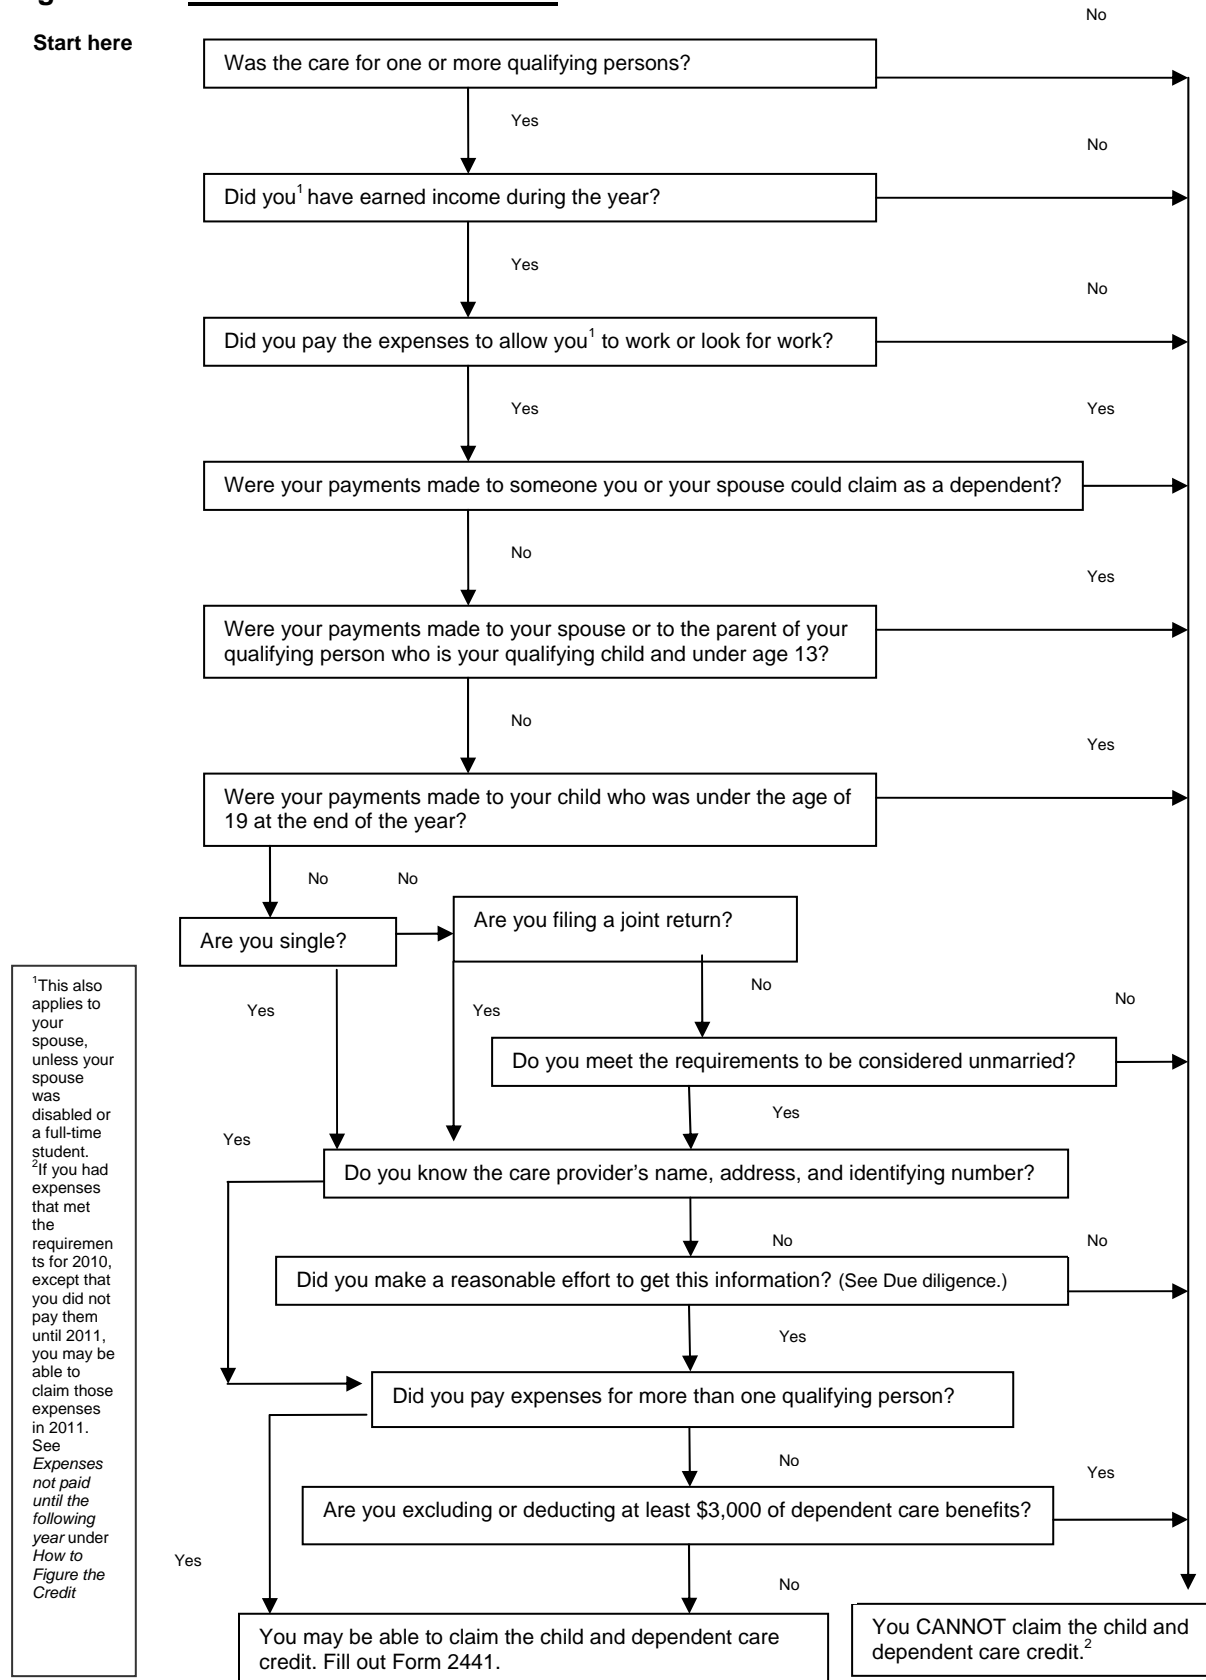 No
Start here
Was the care for one or more qualifying persons?
Yes
No
Did you1 have earned income during the year?
Yes
No
Did you pay the expenses to allow you1 to work or look for work?
Yes
Yes
Were your payments made to someone you or your spouse could claim as a dependent?
No
Yes
Were your payments made to your spouse or to the parent of your
qualifying person who is your qualifying child and under age 13?
No
Yes
Were your payments made to your child who was under the age of
19 at the end of the year?
No
No
Are you single?
Are you filing a joint return?
Yes
Yes
No
No
Do you meet the requirements to be considered unmarried?
Yes
Yes
Do you know the care provider's name, address, and identifying number?
No
No
Did you make a reasonable effort to get this information? (See Due diligence.)
Yes
Did you pay expenses for more than one qualifying person?
No
Yes
Are you excluding or deducting at least $3,000 of dependent care benefits?
Yes
No
You may be able to claim the child and dependent care
credit. Fill out Form 2441.
You CANNOT claim the child and
dependent care credit.2
1This also
applies to
your
spouse,
unless your
spouse
was
disabled or
a full-time
student.
2If you had
expenses
that met
the
requiremen
ts for 2010,
except that
you did not
pay them
until 2011,
you may be
able to
claim those
expenses
in 2011.
See
Expenses
not paid
until the
following
year under
How to
Figure the
Credit